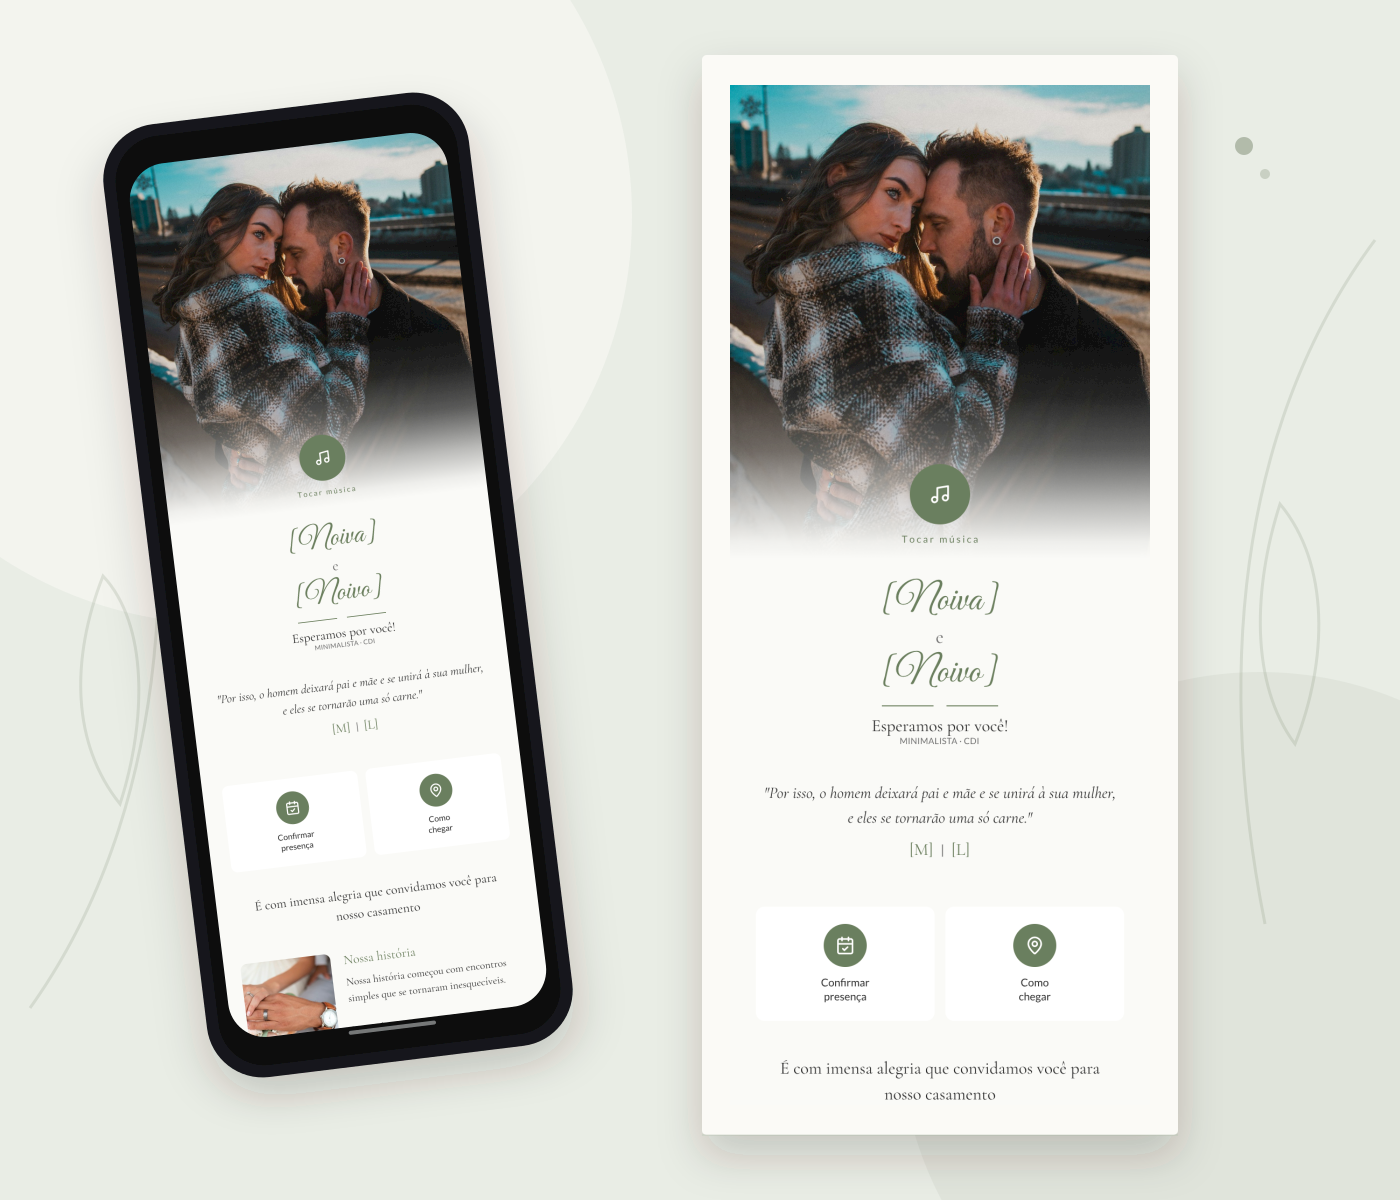 Tocar música
[Noiva]
e
[Noivo]
Esperamos por você!
MINIMALISTA · CDI
"Por isso, o homem deixará pai e mãe e se unirá à sua mulher,
e eles se tornarão uma só carne."
[M] | [L]
Confirmar
presença
Como
chegar
É com imensa alegria que convidamos você para
nosso casamento
Nossa história
Nossa história começou com encontros
simples que se tornaram inesquecíveis.
Tocar música
[Noiva]
e
[Noivo]
Esperamos por você!
MINIMALISTA · CDI
"Por isso, o homem deixará pai e mãe e se unirá à sua mulher,
e eles se tornarão uma só carne."
[M] | [L]
Confirmar
presença
Como
chegar
É com imensa alegria que convidamos você para
nosso casamento